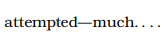 attempted—much. . . .